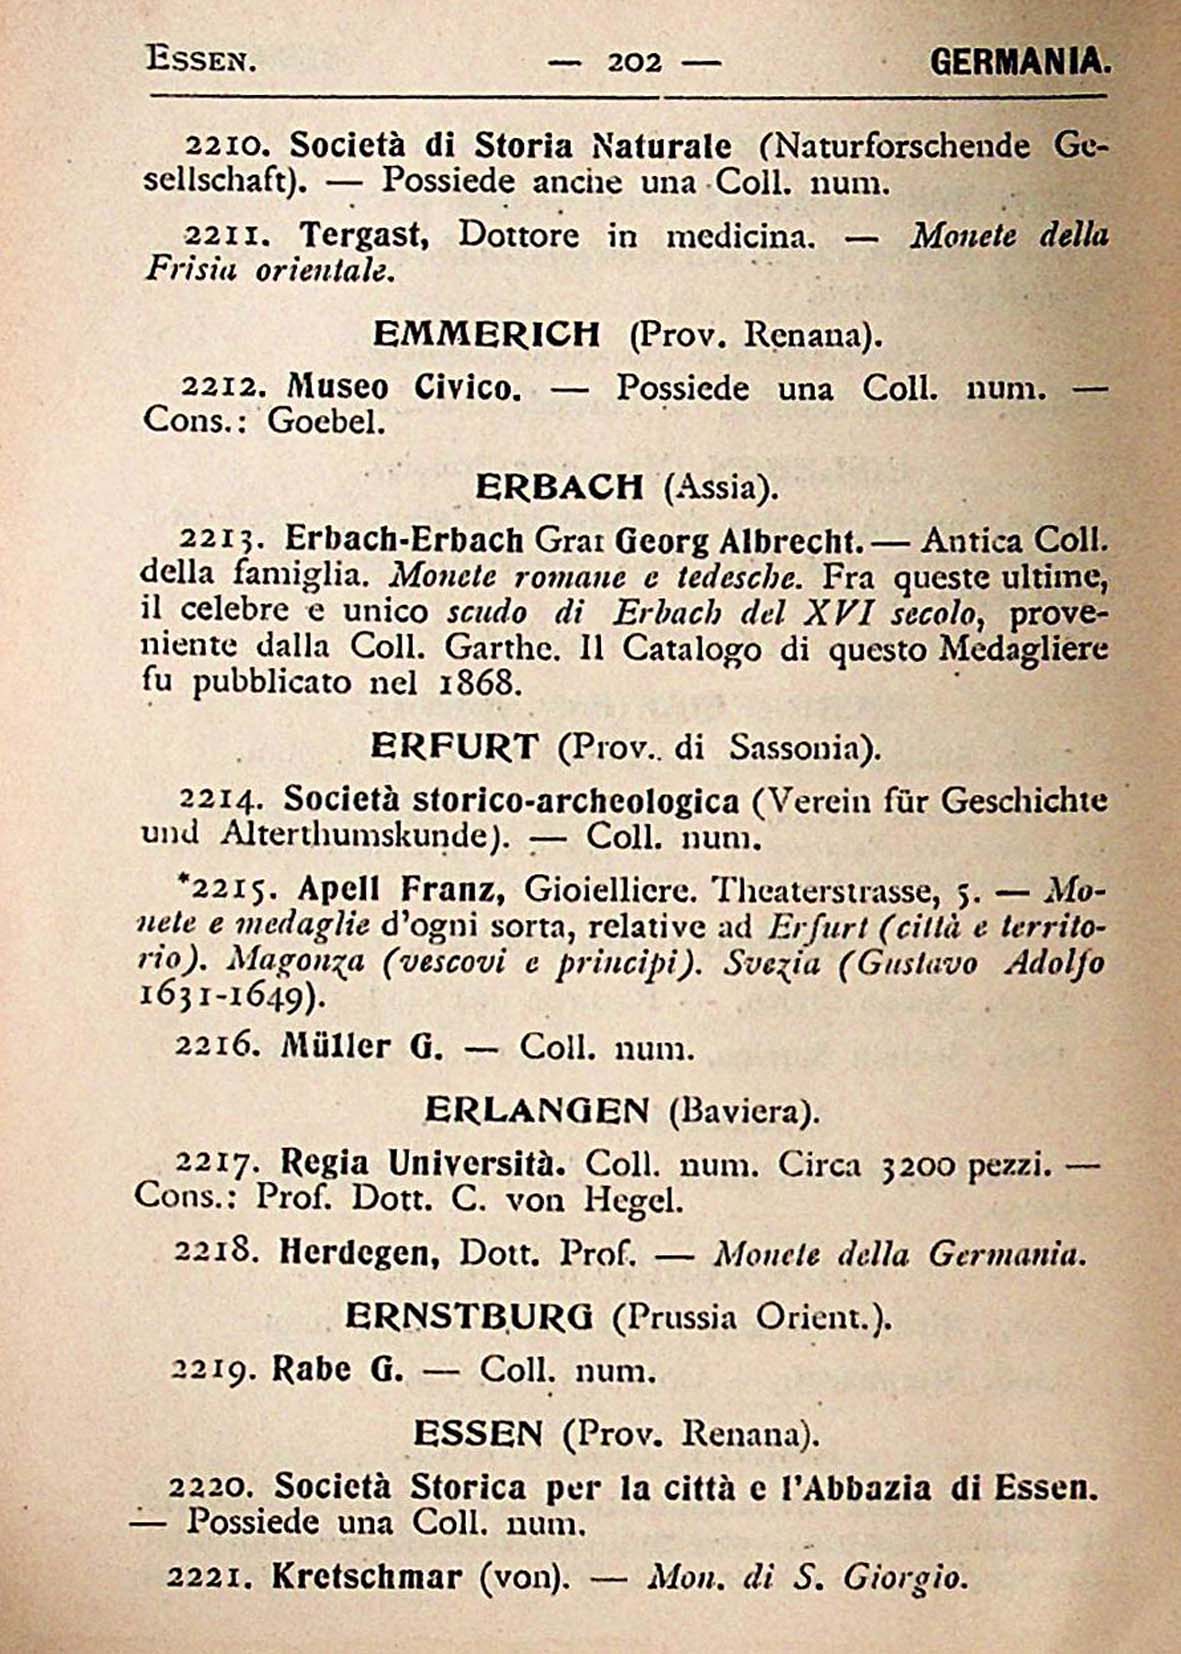 ESSEN. — 202 — GERMANIA.
2210. Società di Storia Naturale (Naturforschende Ge-
sellschaft). — Possiede anche una Coll. num.
2211. Tergast, Dottore in medicina. — Monete della
Frisia orientale.
EMMERICH (Prov. Renana).
2212. Museo Civico. — Possiede una Coll. num. —
Cons.: Goebel.
ERBACH (Assia).
2213. Erbach-Erbach Graf Georg Albrecht. — Antica Coll.
della famiglia. Monete romane e tedesche. Fra queste ultime,
il celebre e unico scudo di Erbach del XVI secolo, prove-
niente dalla Coll. Garthe. Il Catalogo di questo Medagliere
fu pubblicato nel 1868.
ERFURT (Prov. di Sassonia).
2214. Società storico-archeologica (Verein für Geschichte
und Alterthumskunde). — Coll. num.
*2215. Apell Franz, Gioielliere. Theaterstrasse, 5. — Mo-
nete e medaglie d'ogni sorta, relative ad Erfurt (città e territo-
rio). Magonza (vescovi e principi). Svezia (Gustavo Adolfo
1631-1649).
2216. Müller G. — Coll. num.
ERLANGEN (Baviera).
2217. Regia Università. Coll. num. Circa 3200 pezzi. —
Cons.: Prof. Dott. C. von Hegel.
2218. Herdegen, Dott. Prof. — Monete della Germania.
ERNSTBURG (Prussia Orient.).
2219. Rabe G. — Coll. num.
ESSEN (Prov. Renana).
2220. Società Storica per la città e l'Abbazia di Essen.
— Possiede una Coll. num.
2221. Kretschmar (von). — Mon. di S. Giorgio.